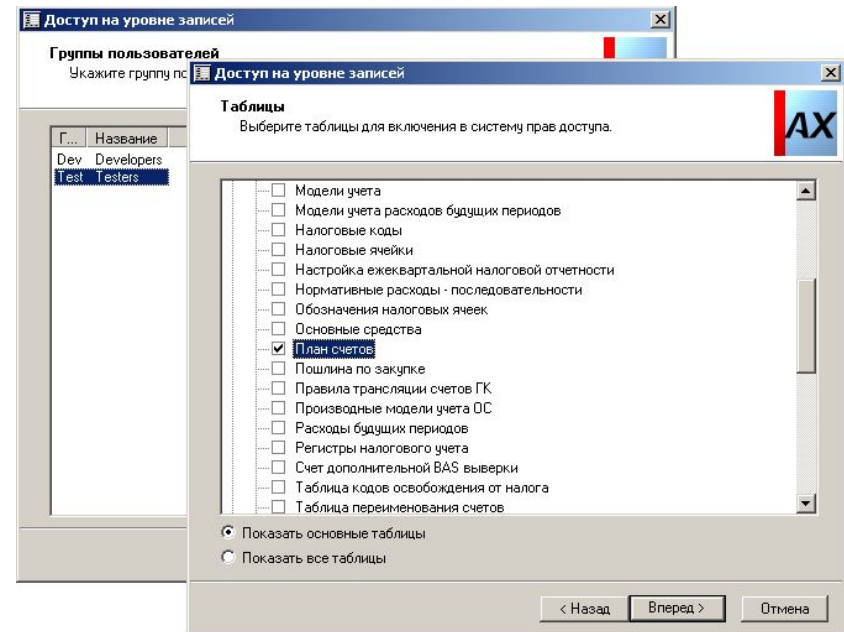 Доступ на уровне записей
Группы пользователей
Укажите группу по
Г... Название
Dev Developers
Test Testers
Доступ на уровне записей
Таблицы
Выберите таблицы для включения в систему прав доступа.
AX
Модели учета
Модели учета расходов будущих периодов
Налоговые коды
Налоговые ячейки
Настройка ежеквартальной налоговой отчетности
Нормативные расходы - последовательности
Обозначения налоговых ячеек
Основные средства
План счетов
Пошлина по закупке
Правила трансляции счетов ГК
Производные модели учета ОС
Расходы будущих периодов
Регистры налогового учета
Счет дополнительной BAS выверки
Таблица кодов освобождения от налога
Таблица переименования счетов
Показать основные таблицы
Показать все таблицы
< Назад Вперед > Отмена